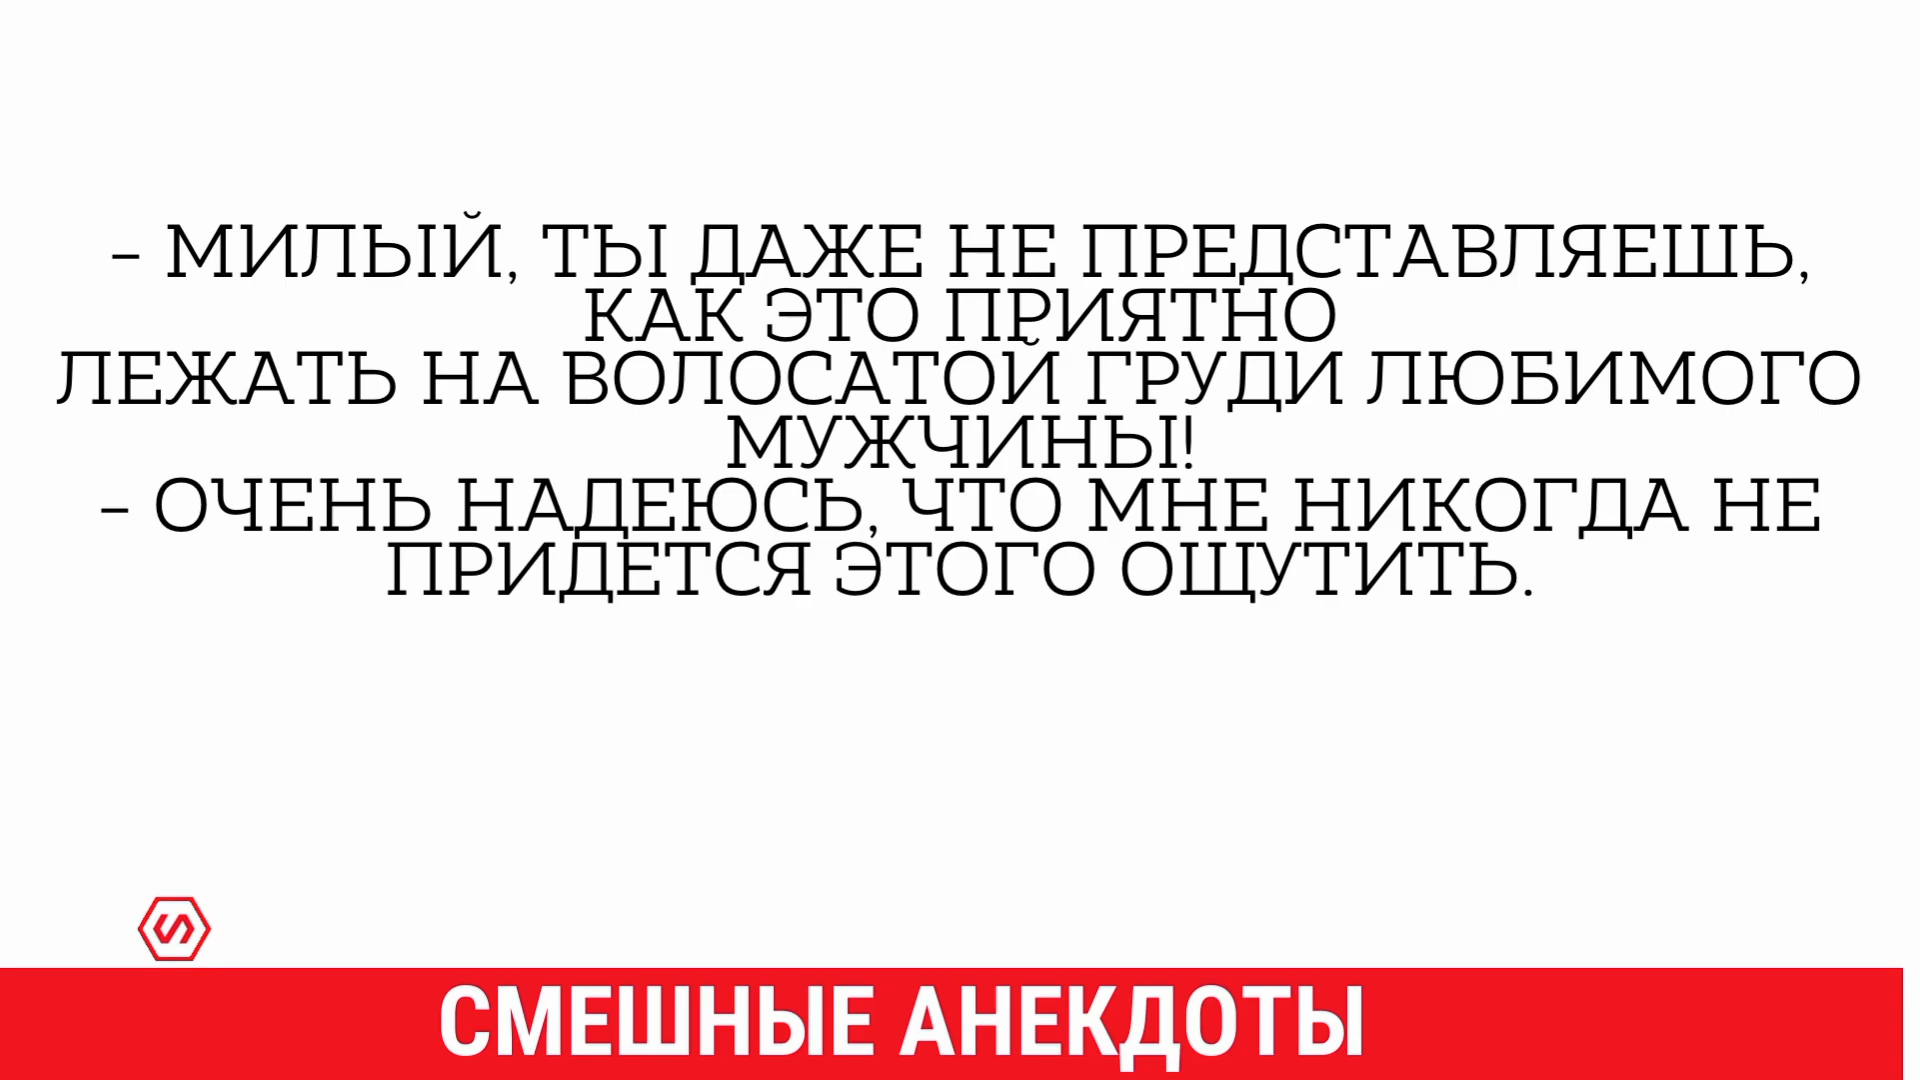 – МИЛЫЙ, ТЫ ДАЖЕ НЕ ПРЕДСТАВЛЯЕШЬ,
КАК ЭТО ПРИЯТНО
ЛЕЖАТЬ НА ВОЛОСАТОЙ ГРУДИ ЛЮБИМОГО
МУЖЧИНЫ!
– ОЧЕНЬ НАДЕЮСЬ, ЧТО МНЕ НИКОГДА НЕ
ПРИДЕТСЯ ЭТОГО ОЩУТИТЬ.
СМЕШНЫЕ АНЕКДОТЫ